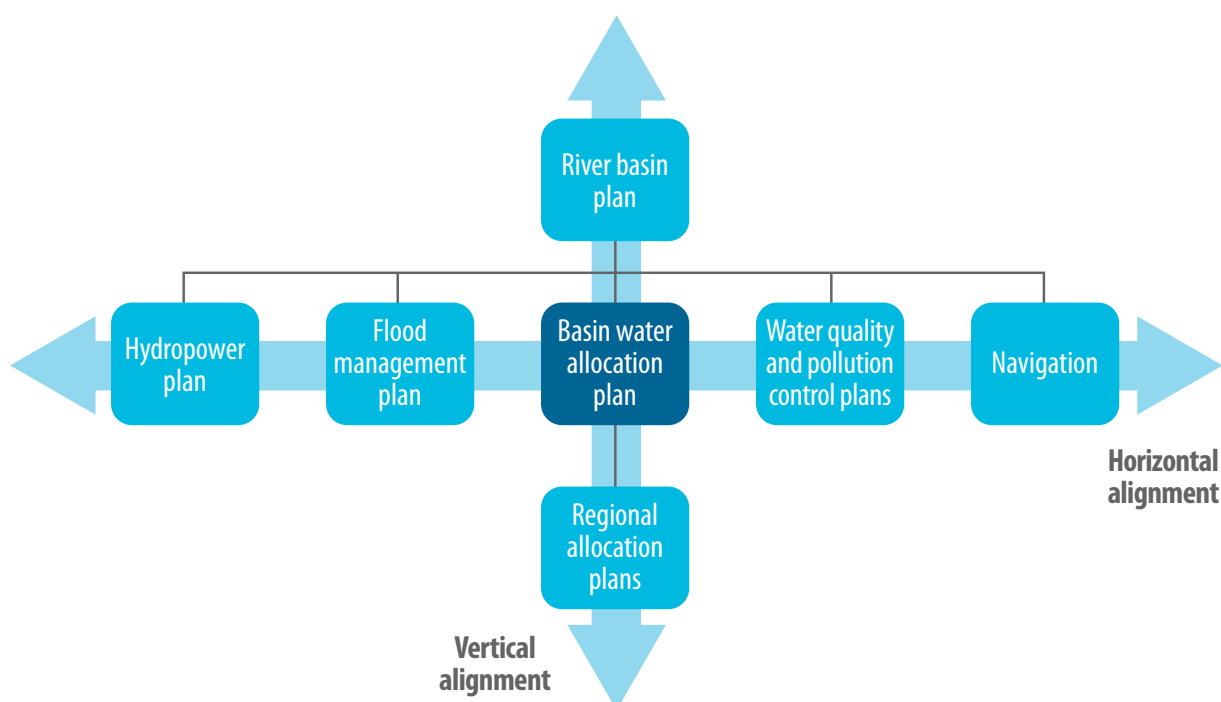 River basin
plan
Hydropower
plan
Flood
management
plan
Basin water
allocation
plan
Water quality
and pollution
control plans
Navigation
Horizontal
alignment
Regional
allocation
plans
Vertical
alignment